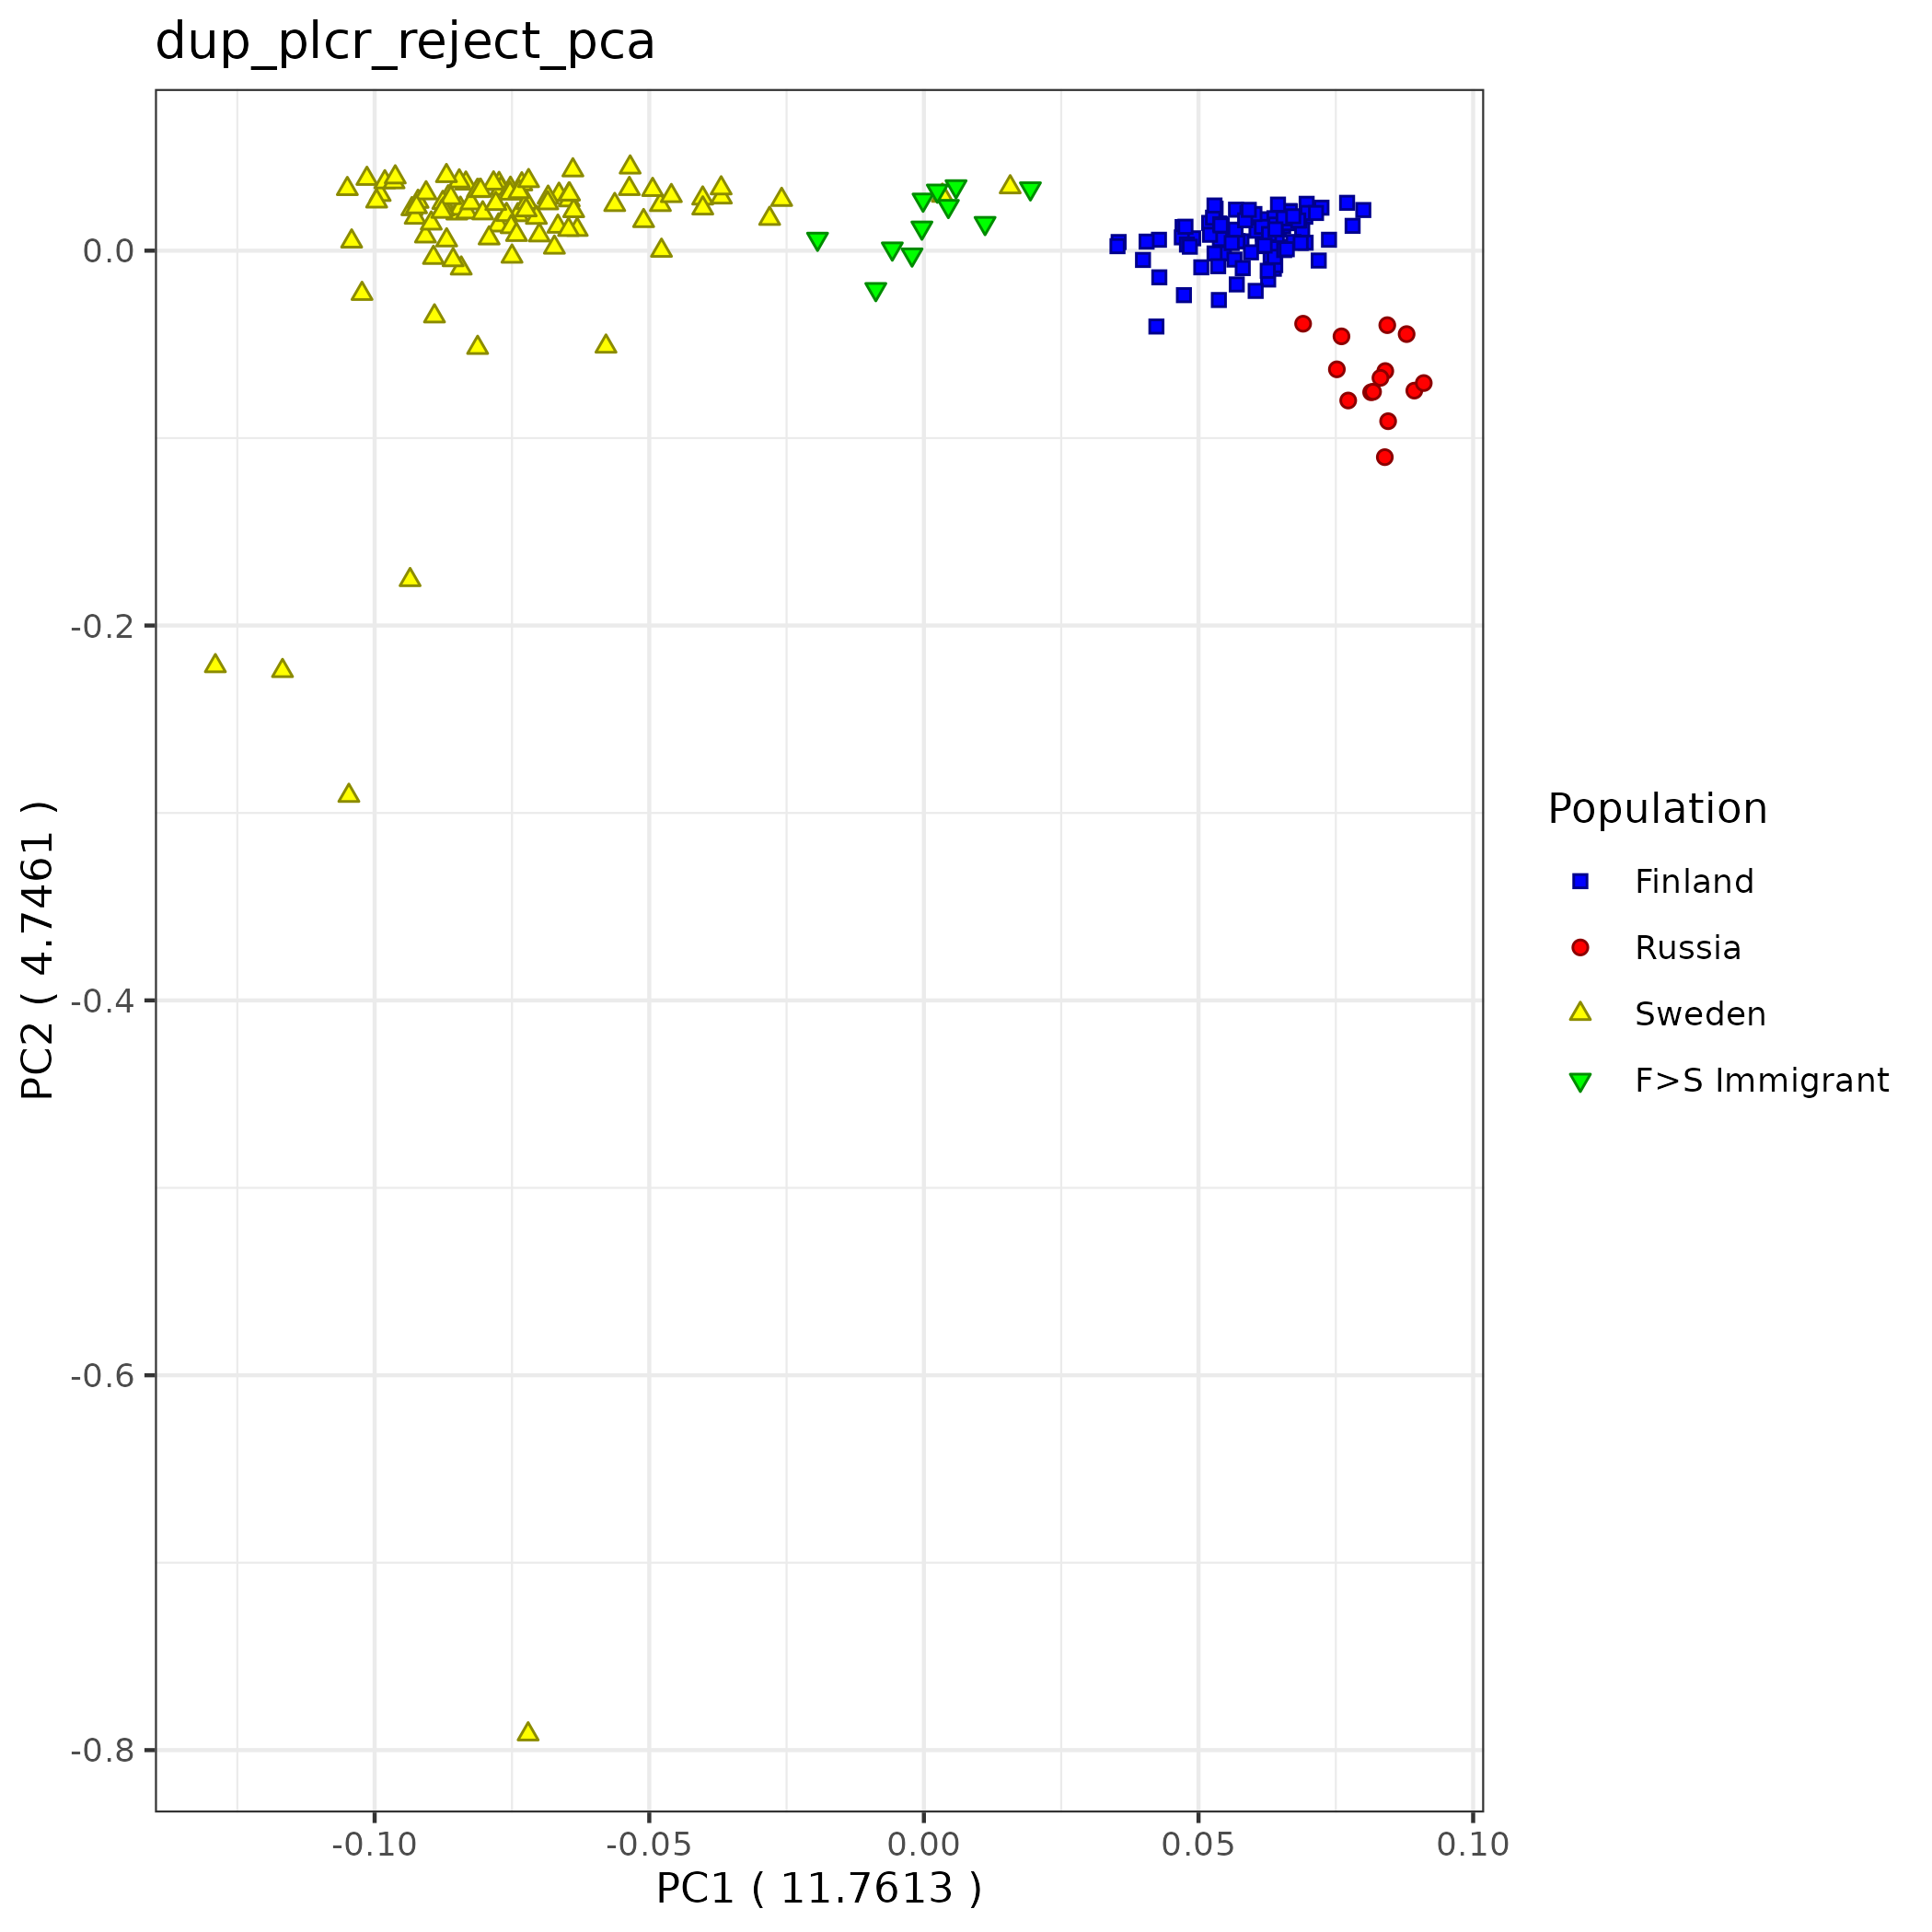 dup_plcr_reject_pca
0.0
-0.2
-0.4
-0.6
-0.8
PC2 ( 4.7461 )
-0.10
-0.05
0.00
0.05
0.10
PC1 ( 11.7613 )
Population
Finland
Russia
Sweden
F>S Immigrant